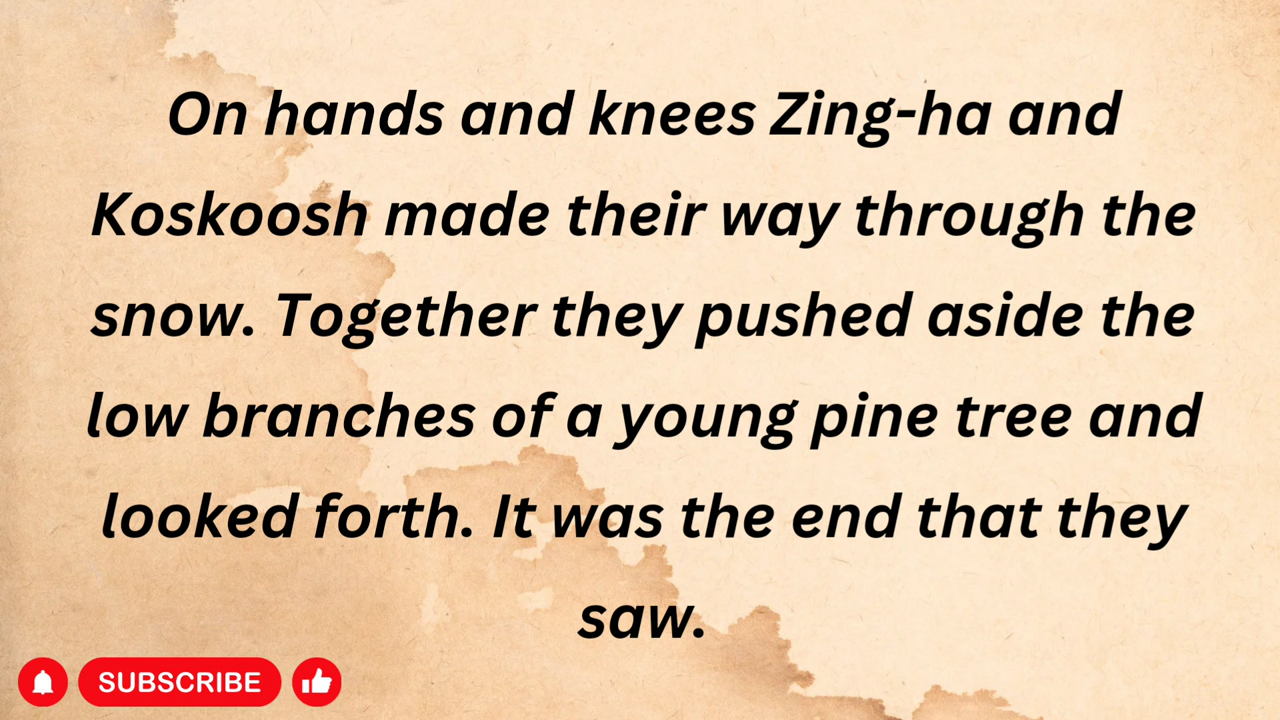 On hands and knees Zing-ha and
Koskoosh made their way through the
snow. Together they pushed aside the
low branches of a young pine tree and
looked forth. It was the end that they
saw.
SUBSCRIBE